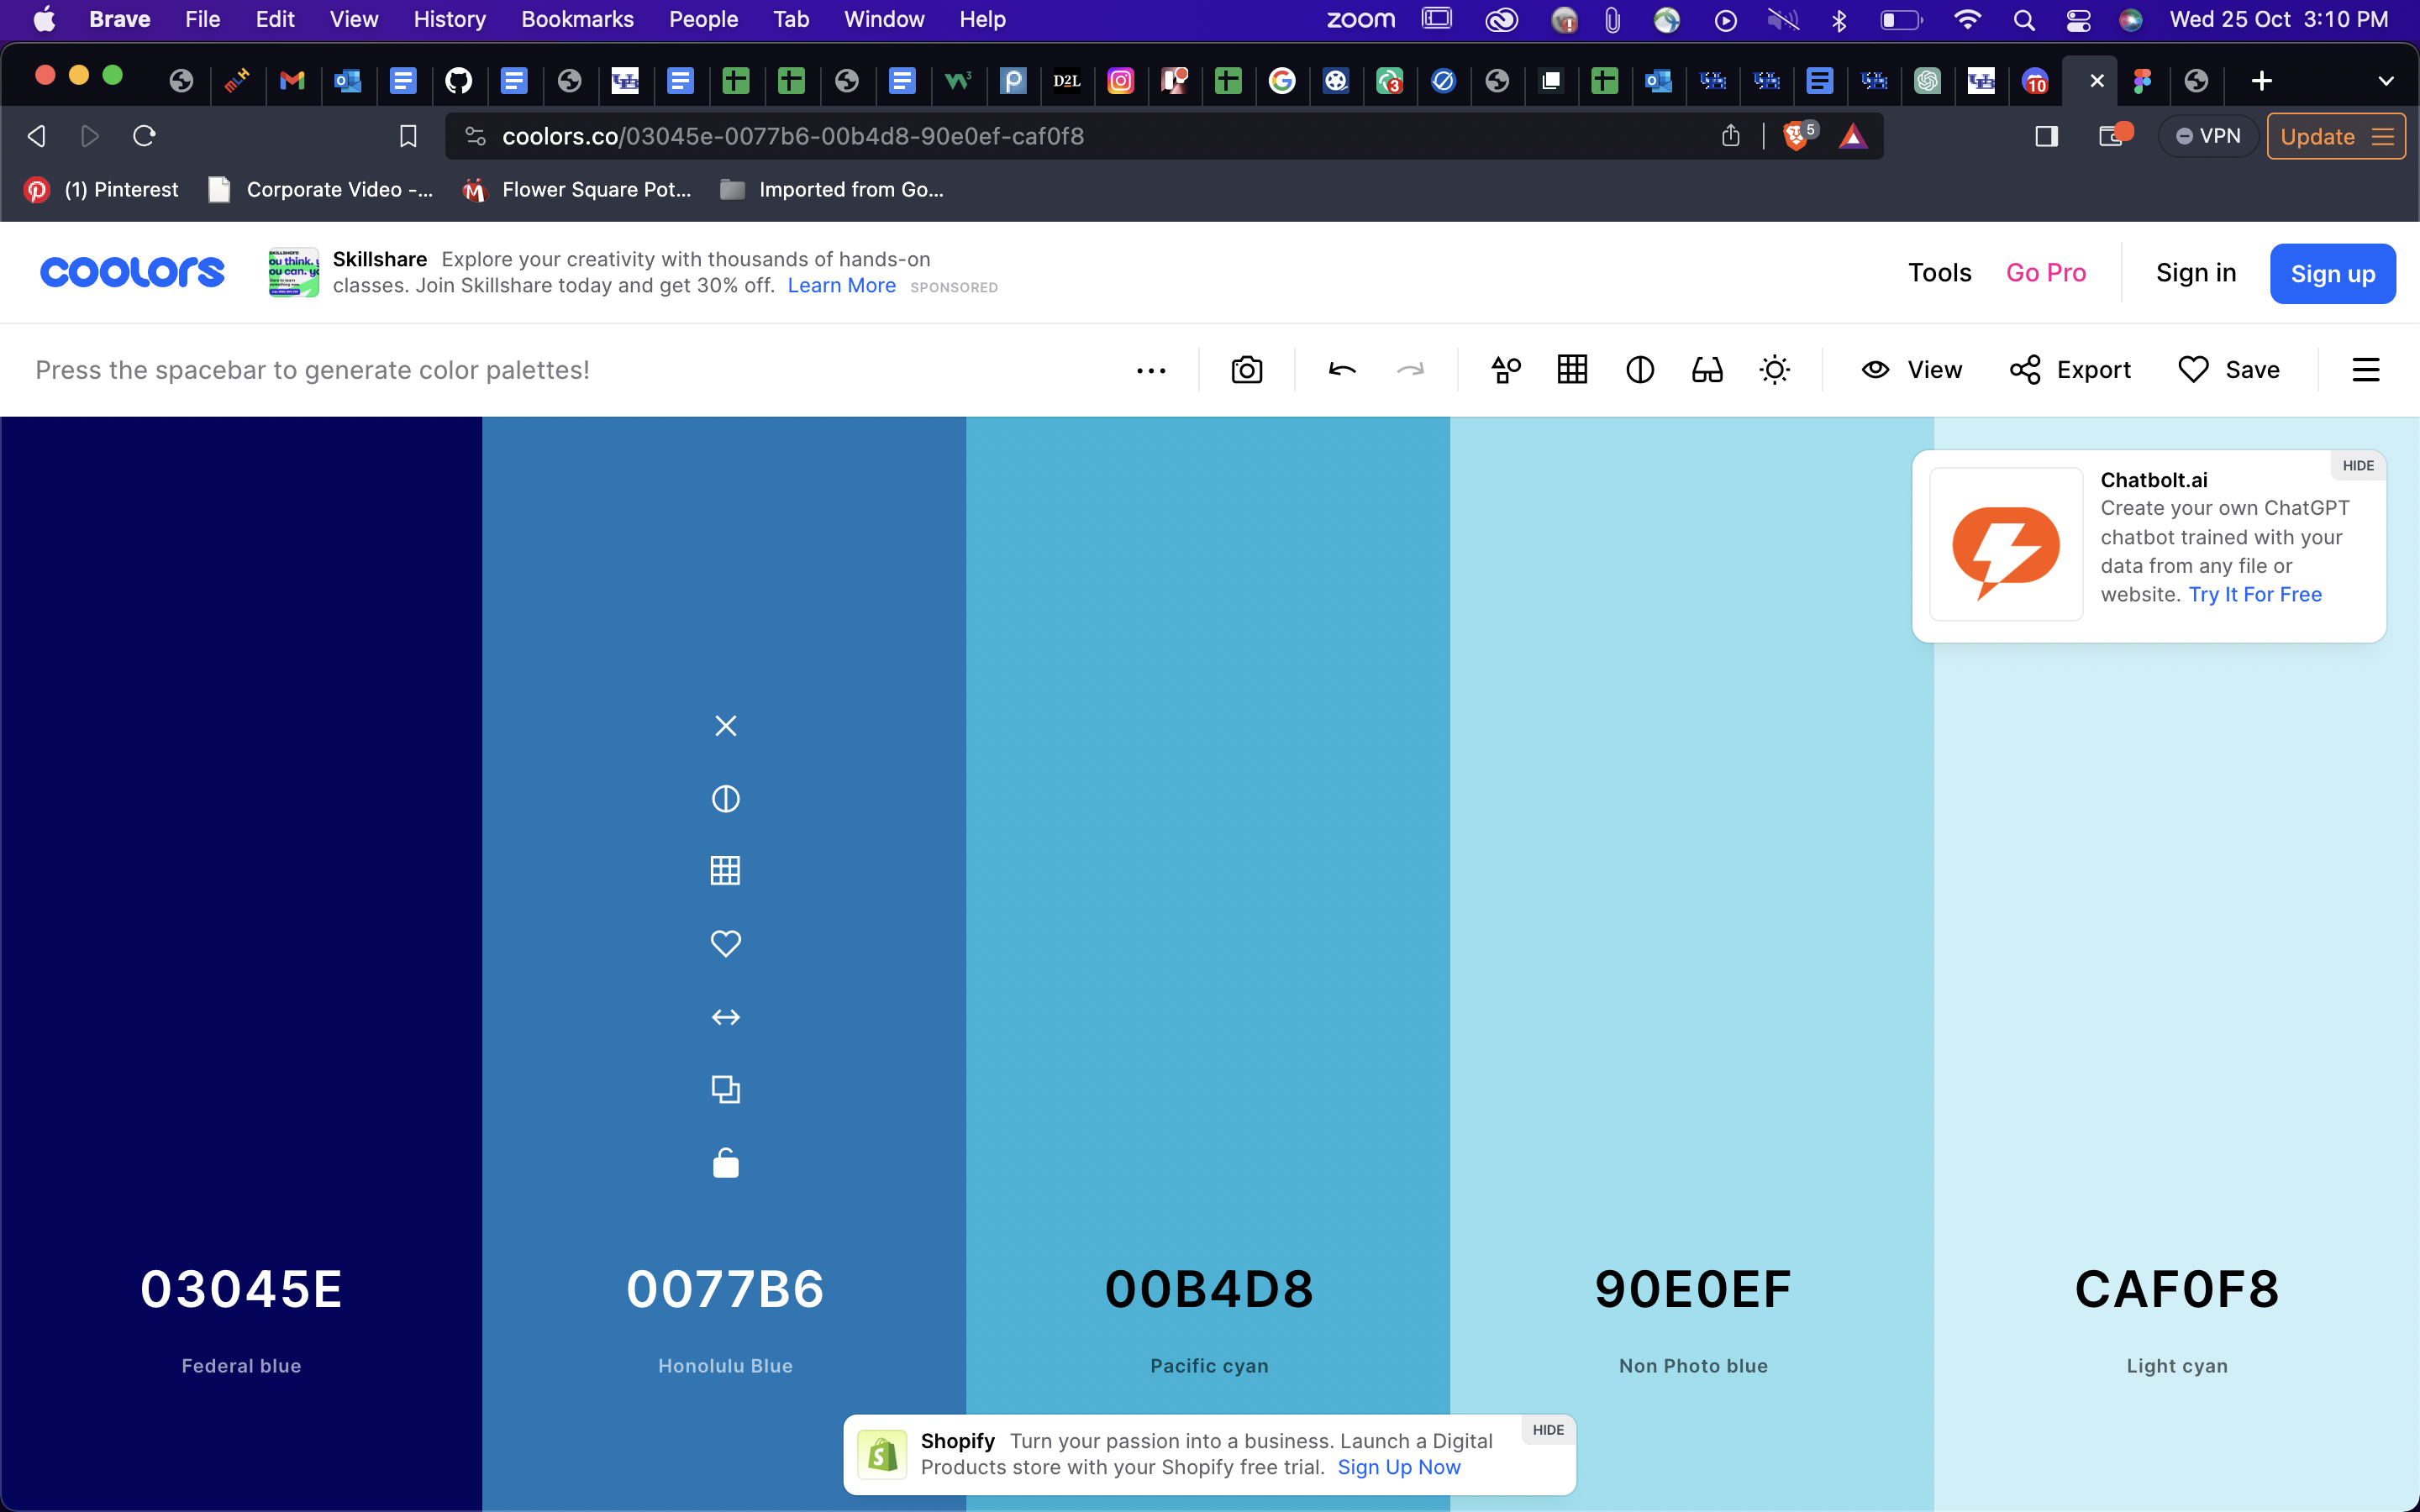 Brave File Edit View History Bookmarks People Tab Window Help zoom Wed 25 Oct 3:10 PM
D2L 3 10
coolors.co/03045e-0077b6-00b4d8-90e0ef-caf0f8 5 VPN Update
(1) Pinterest Corporate Video -... Flower Square Pot... Imported from Go...
coolors Skillshare Explore your creativity with thousands of hands-on
classes. Join Skillshare today and get 30% off. Learn More SPONSORED
Tools Go Pro Sign in Sign up
Press the spacebar to generate color palettes! View Export Save
HIDE
Chatbolt.ai
Create your own ChatGPT
chatbot trained with your
data from any file or
website. Try It For Free
03045E 0077B6 00B4D8 90E0EF CAF0F8
Federal blue Honolulu Blue Pacific cyan Non Photo blue Light cyan
HIDE
Shopify Turn your passion into a business. Launch a Digital
Products store with your Shopify free trial. Sign Up Now